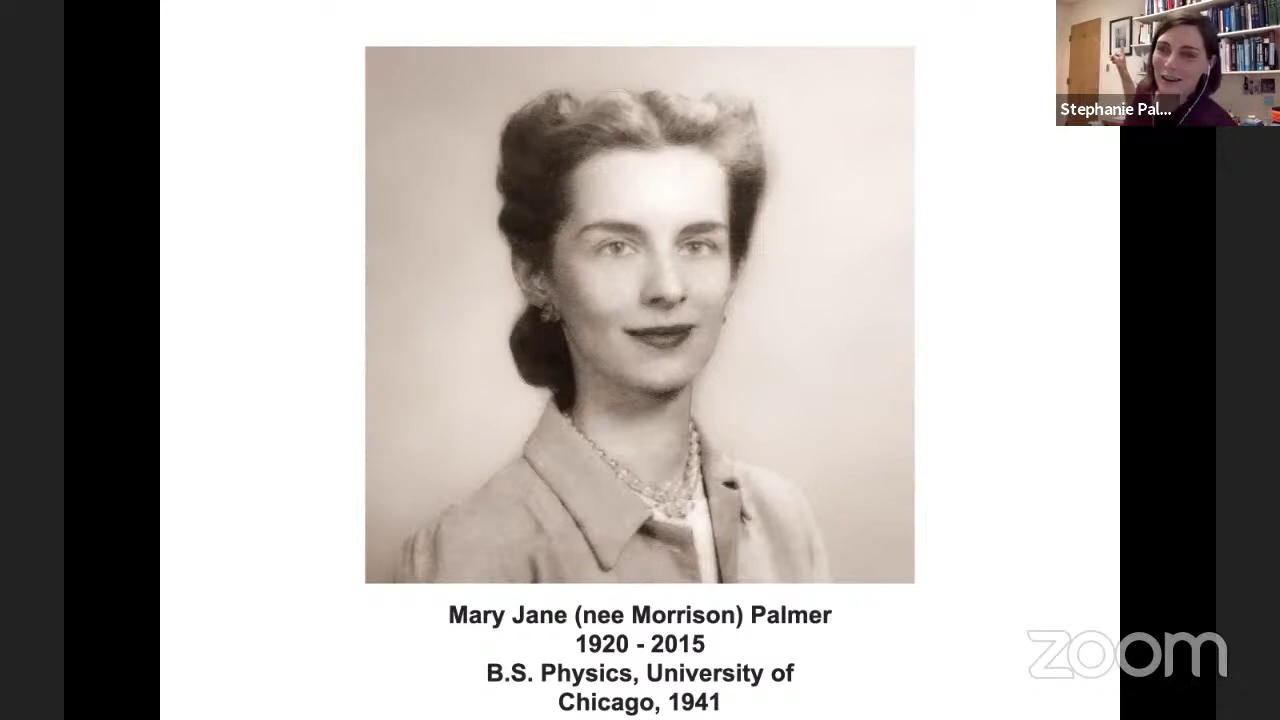 Stephanie Pal...
Mary Jane (nee Morrison) Palmer
1920 - 2015
B.S. Physics, University of
Chicago, 1941
zoom